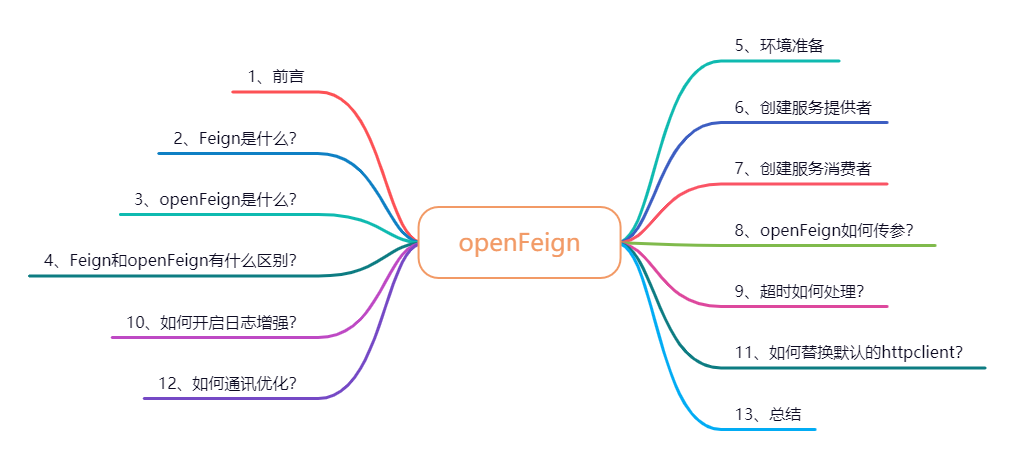 1、前言
2、Feign是什么?
3、openFeign是什么?
4、Feign和openFeign有什么区别?
10、如何开启日志增强?
12、如何通讯优化?
openFeign
5、环境准备
6、创建服务提供者
7、创建服务消费者
8、openFeign如何传参?
9、超时如何处理?
11、如何替换默认的httpclient?
13、总结